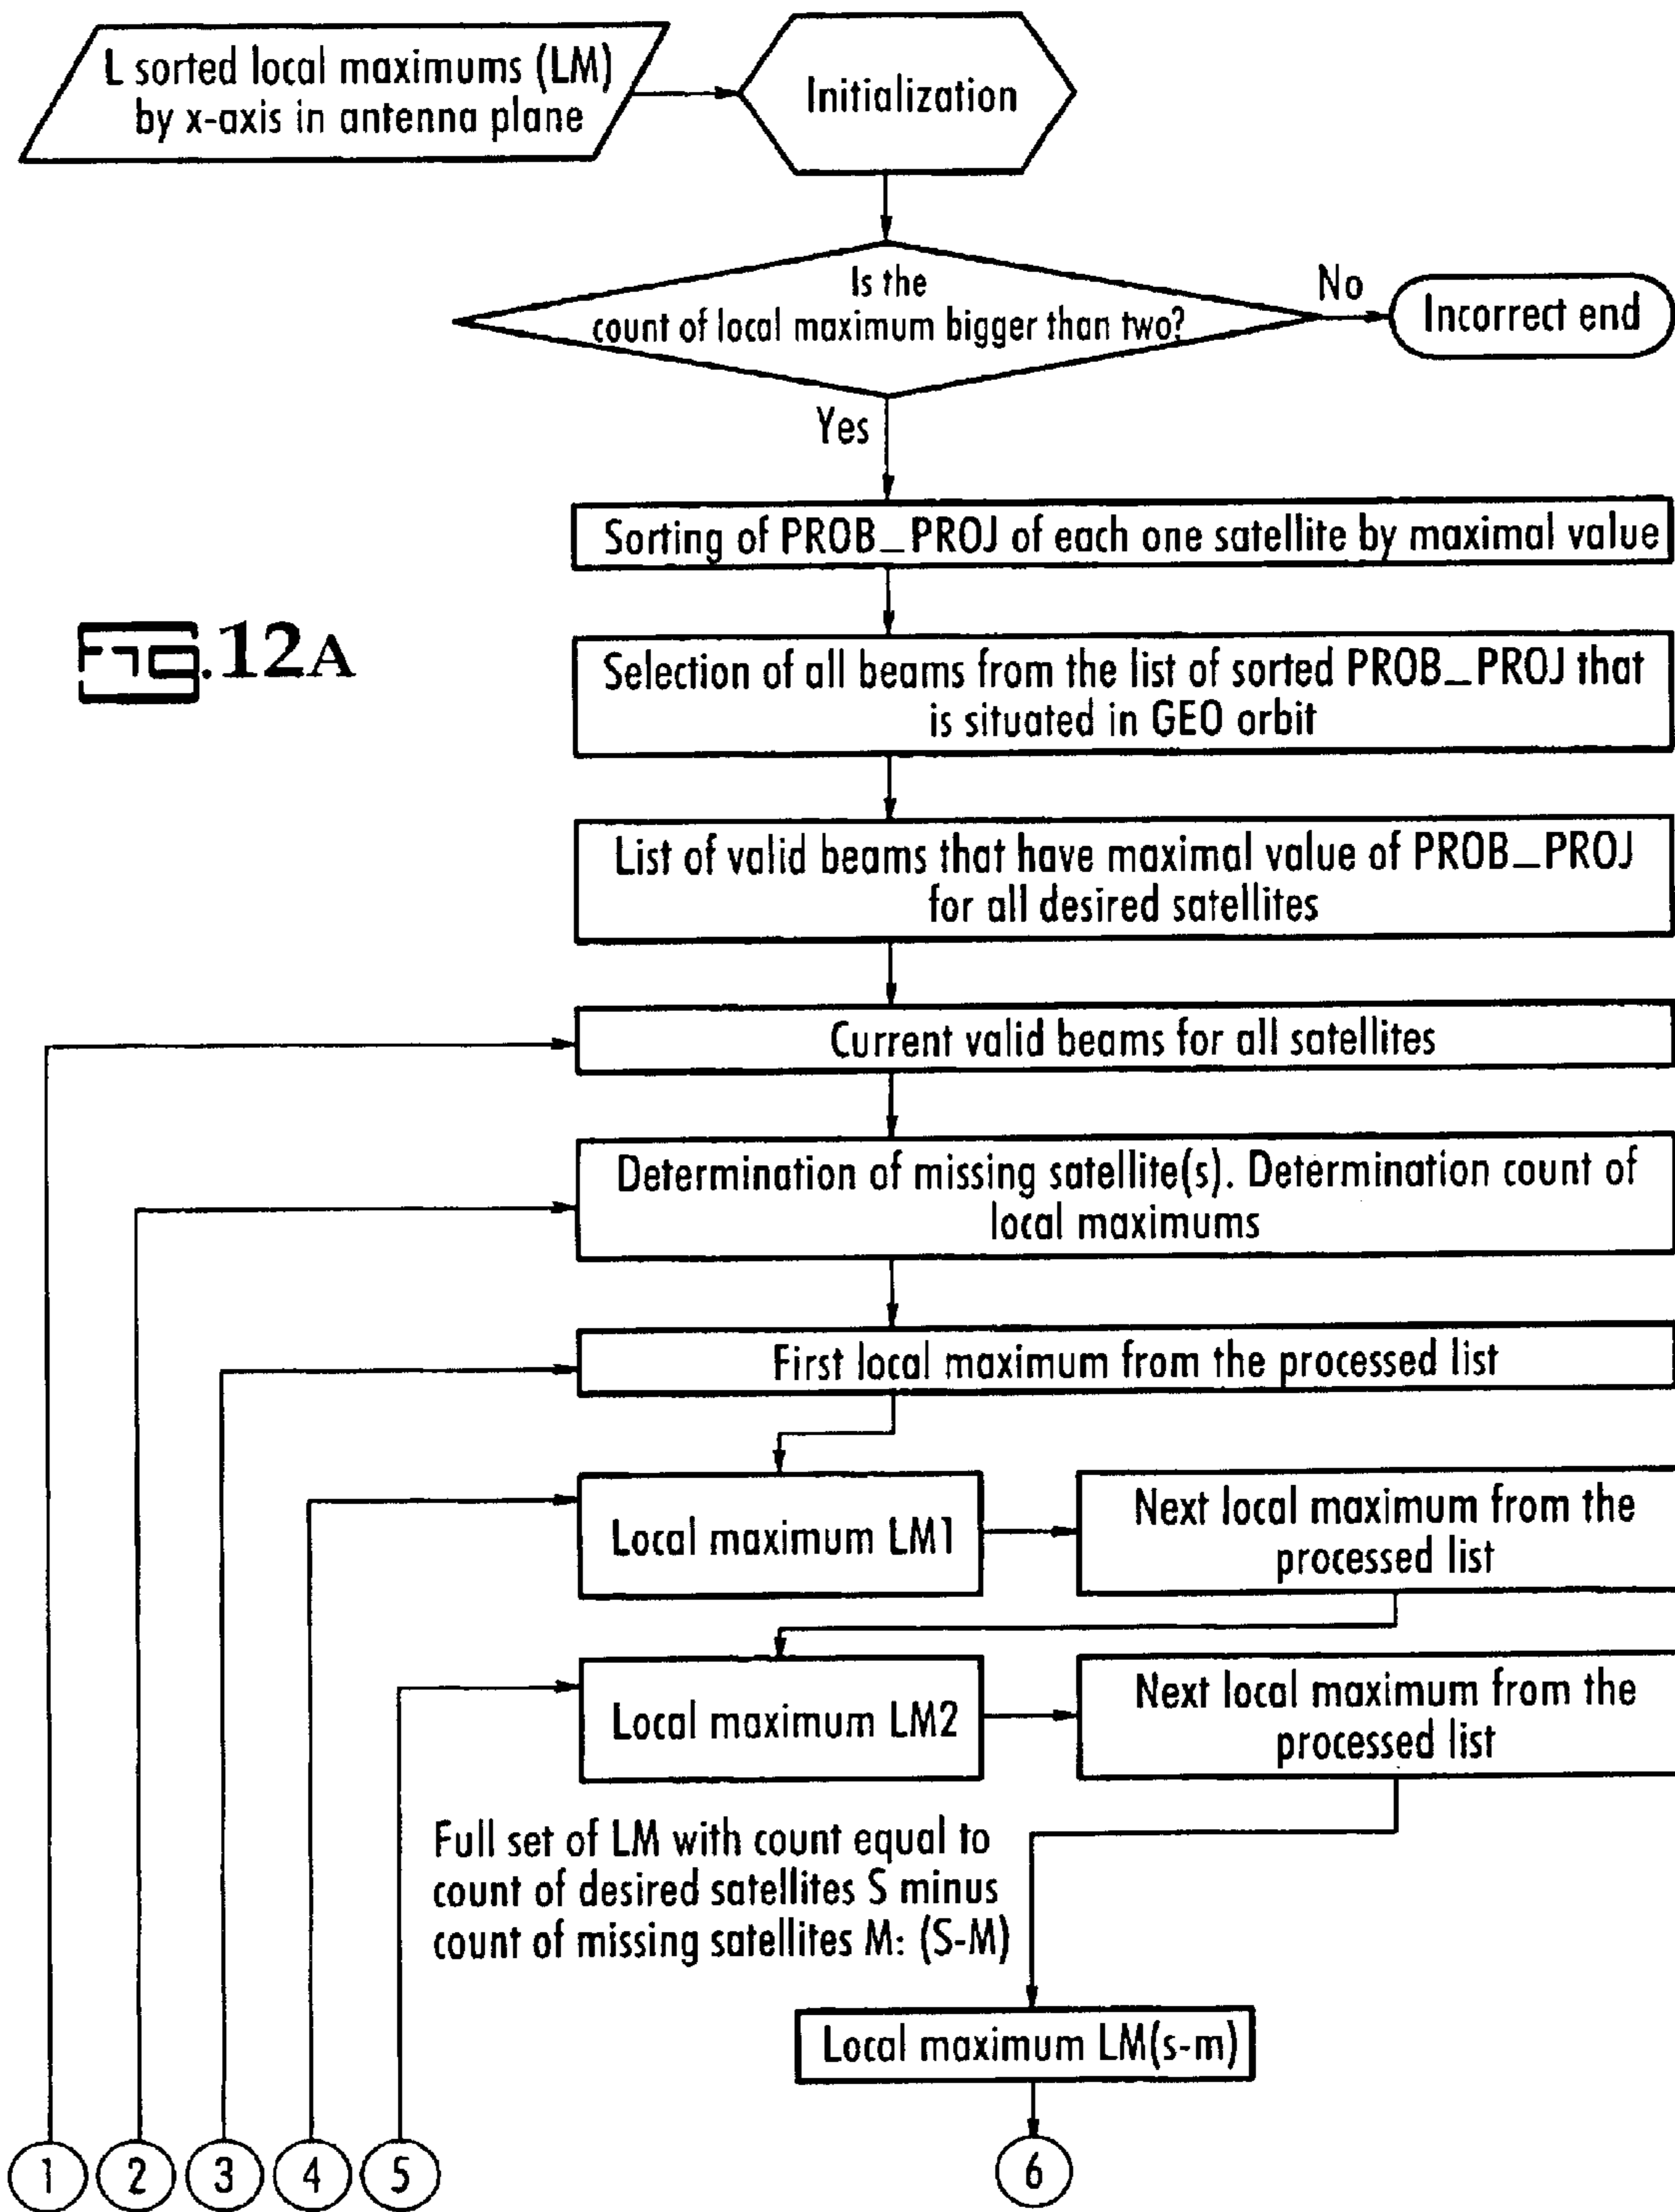 L sorted local maximums (LM)
by x-axis in antenna plane
Initialization
Is the
count of local maximum bigger than two?
No
Incorrect end
Yes
Sorting of PROB_PROJ of each one satellite by maximal value
FIG.12A
Selection of all beams from the list of sorted PROB_PROJ that
is situated in GEO orbit
List of valid beams that have maximal value of PROB_PROJ
for all desired satellites
Current valid beams for all satellites
Determination of missing satellite(s). Determination count of
local maximums
First local maximum from the processed list
Local maximum LM1
Next local maximum from the
processed list
Local maximum LM2
Next local maximum from the
processed list
Full set of LM with count equal to
count of desired satellites S minus
count of missing satellites M: (S-M)
Local maximum LM(s-m)
1 2 3 4 5 6